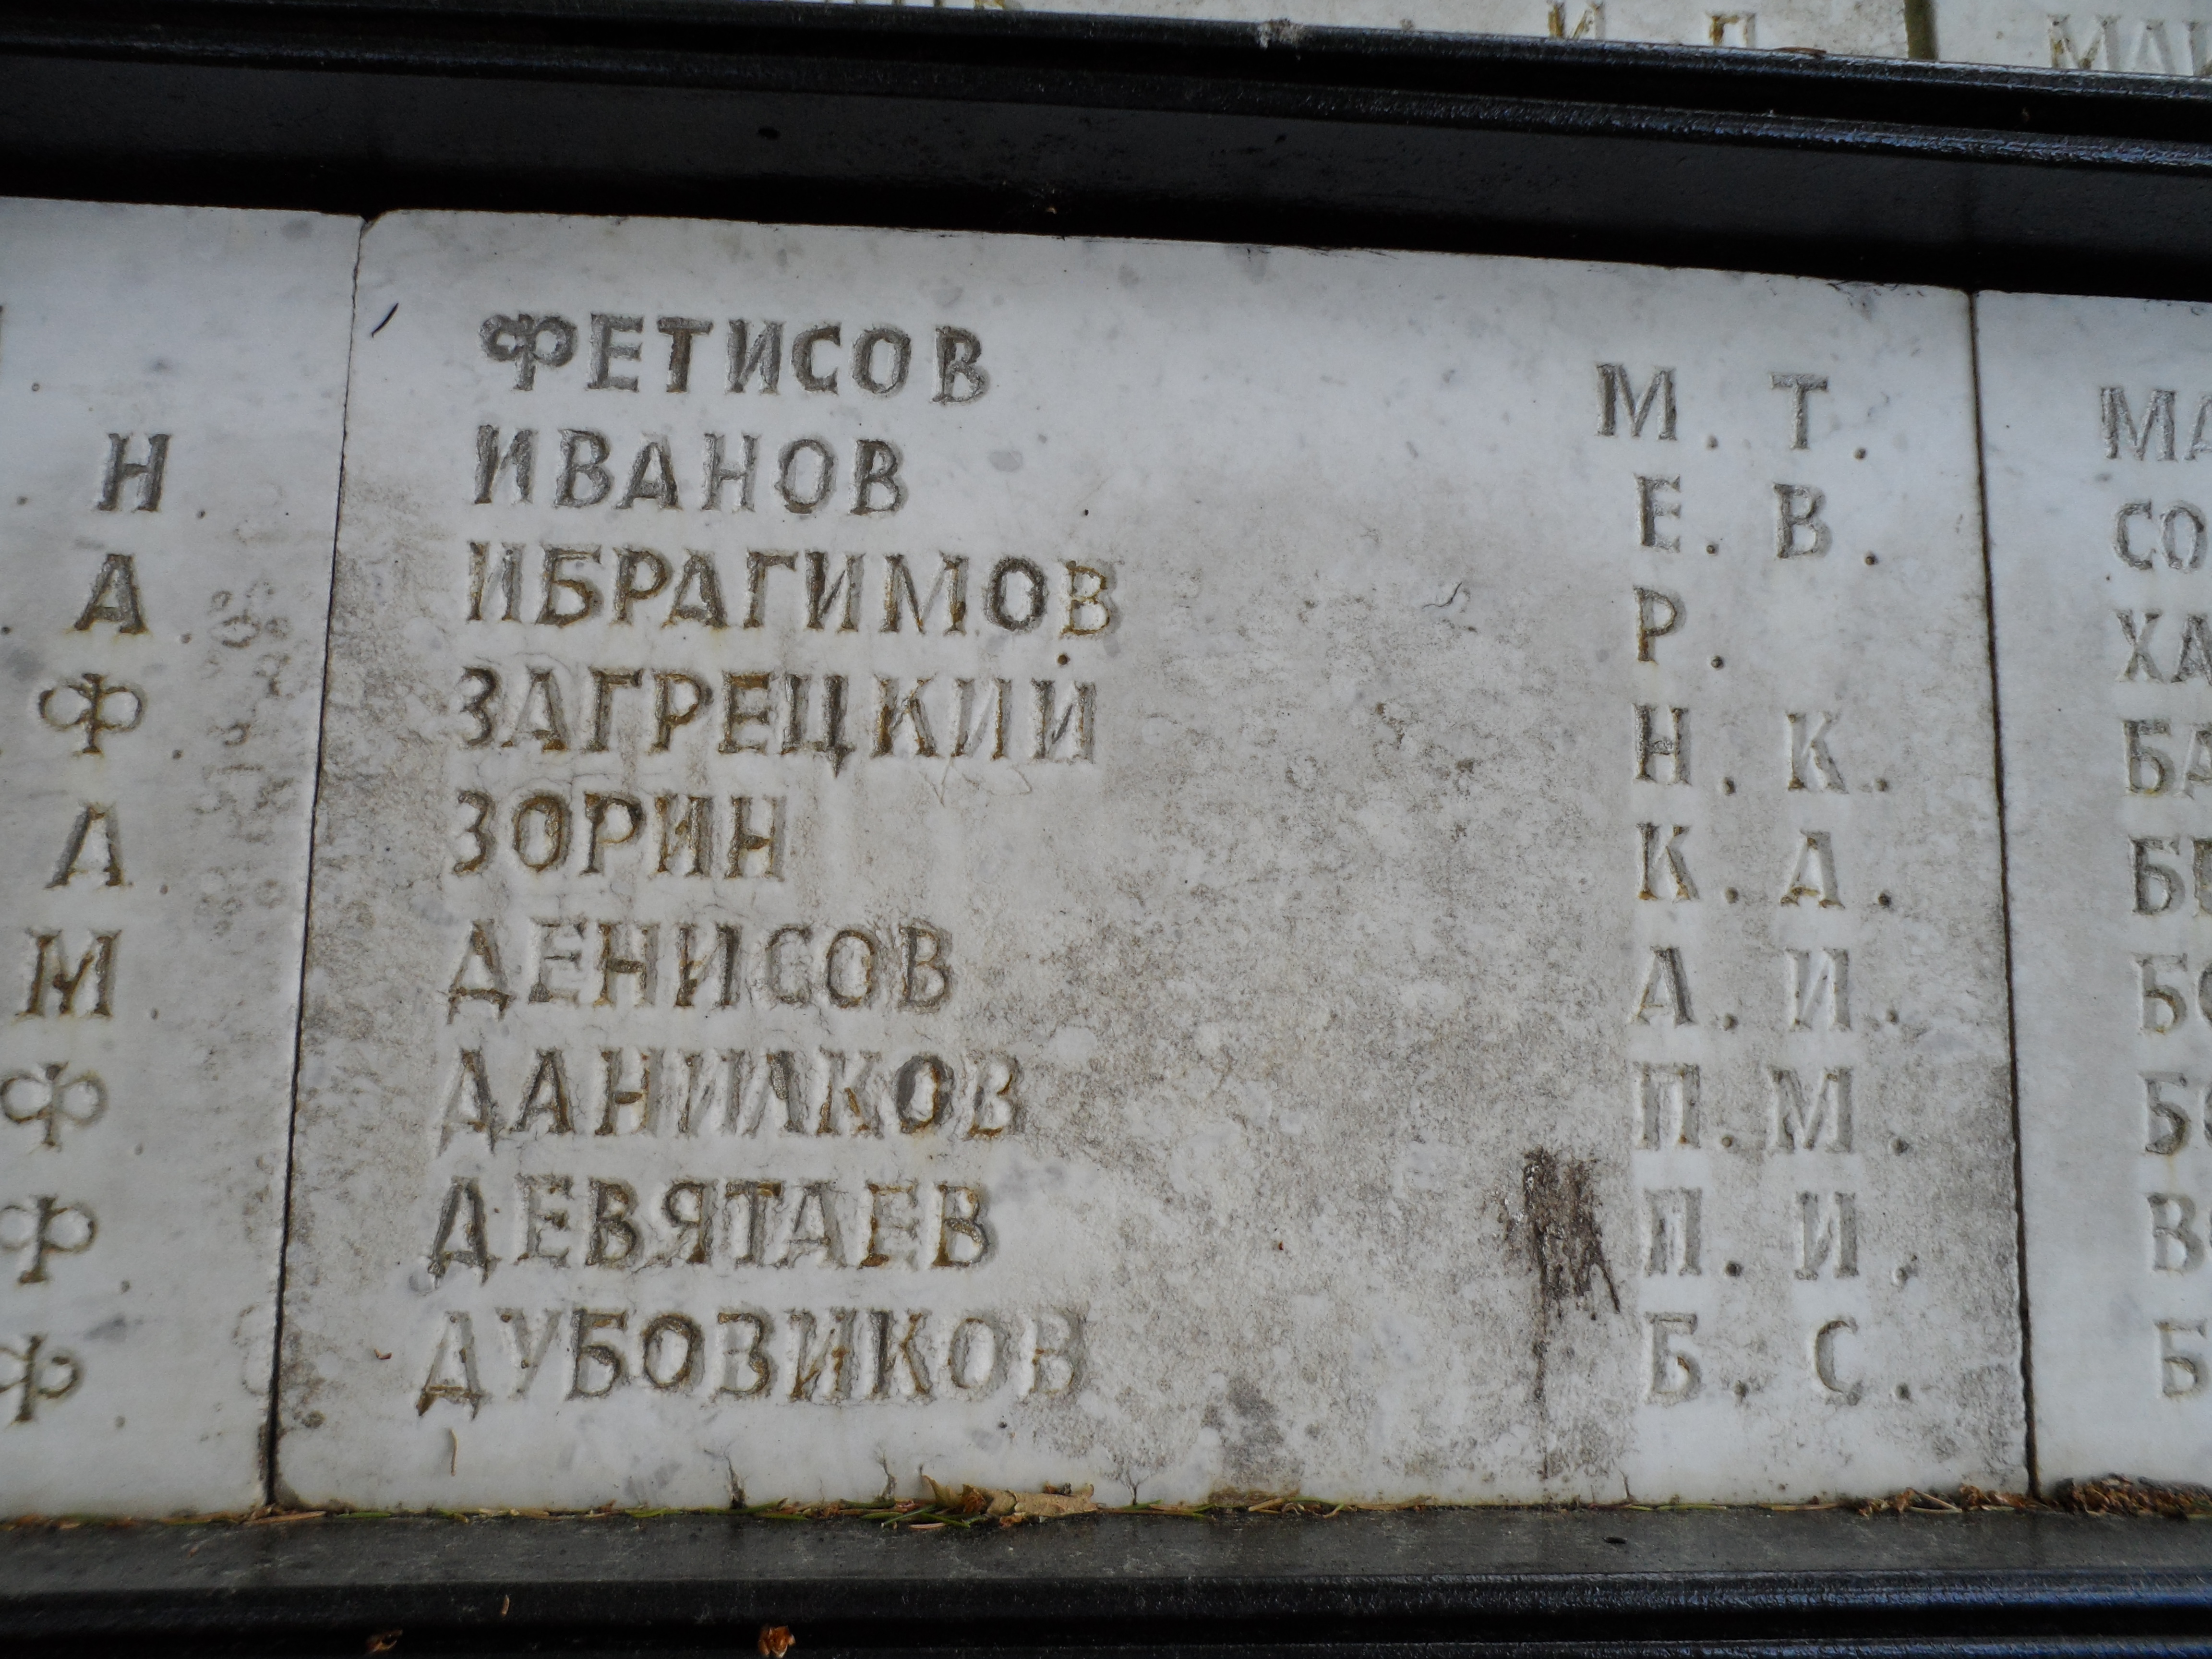 ФЕТИСОВ М. Т.
ИВАНОВ Е. В.
ИБРАГИМОВ Р.
ЗАГРЕЦКИЙ Н. К.
ЗОРИН К. А.
ДЕНИСОВ А. И.
ДАНИЛКОВ П. М.
ДЕВЯТАЕВ П. И.
ДУБОВИКОВ Б. С.